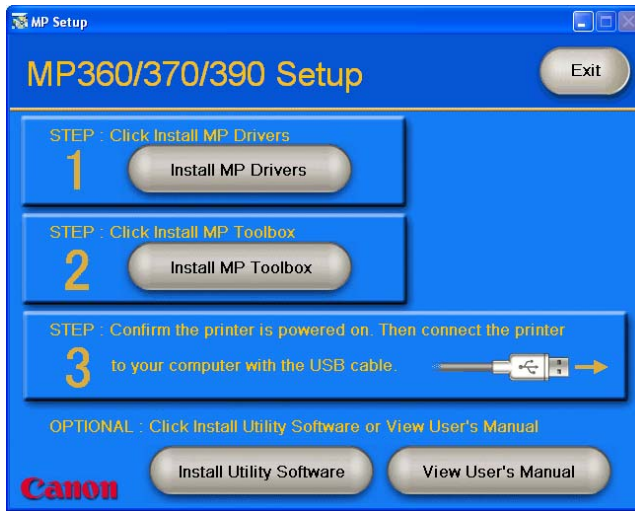 MP Setup
MP360/370/390 Setup
Exit
STEP : Click Install MP Drivers
1
Install MP Drivers
STEP : Click Install MP Toolbox
2
Install MP Toolbox
STEP : Confirm the printer is powered on. Then connect the printer
3
to your computer with the USB cable.
OPTIONAL : Click Install Utility Software or View User's Manual
Canon
Install Utility Software
View User's Manual